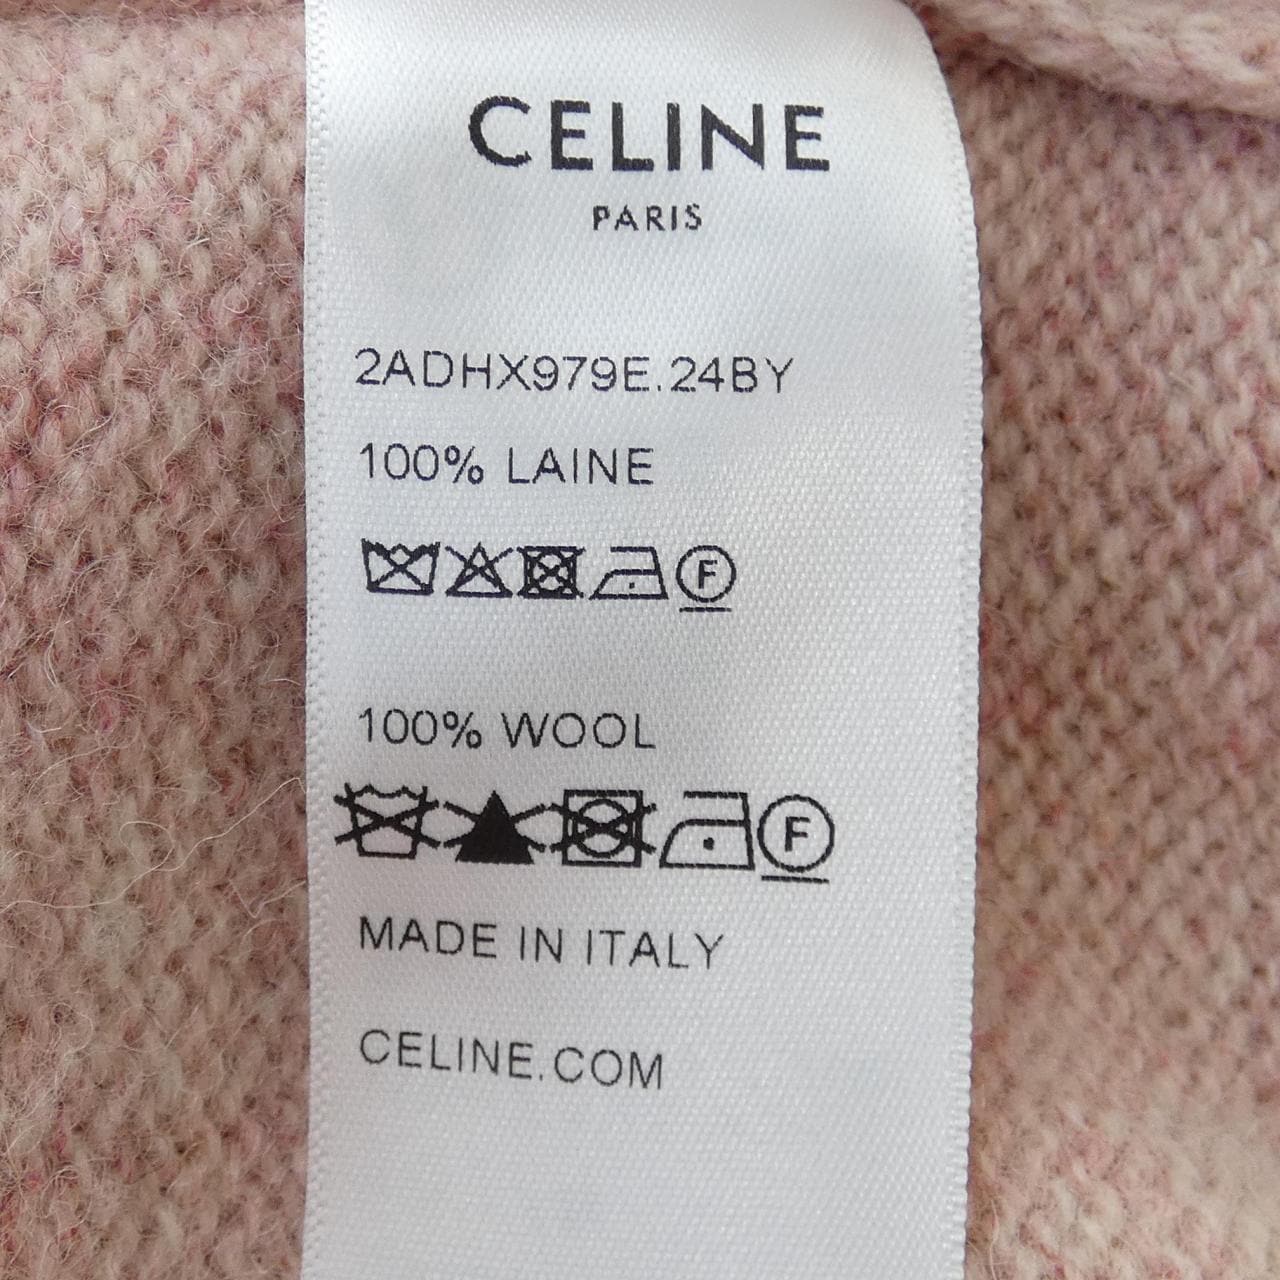 CELINE
PARIS
2ADHX979E.24BY
100% LAINE
F
100% WOOL
F
MADE IN ITALY
CELINE.COM